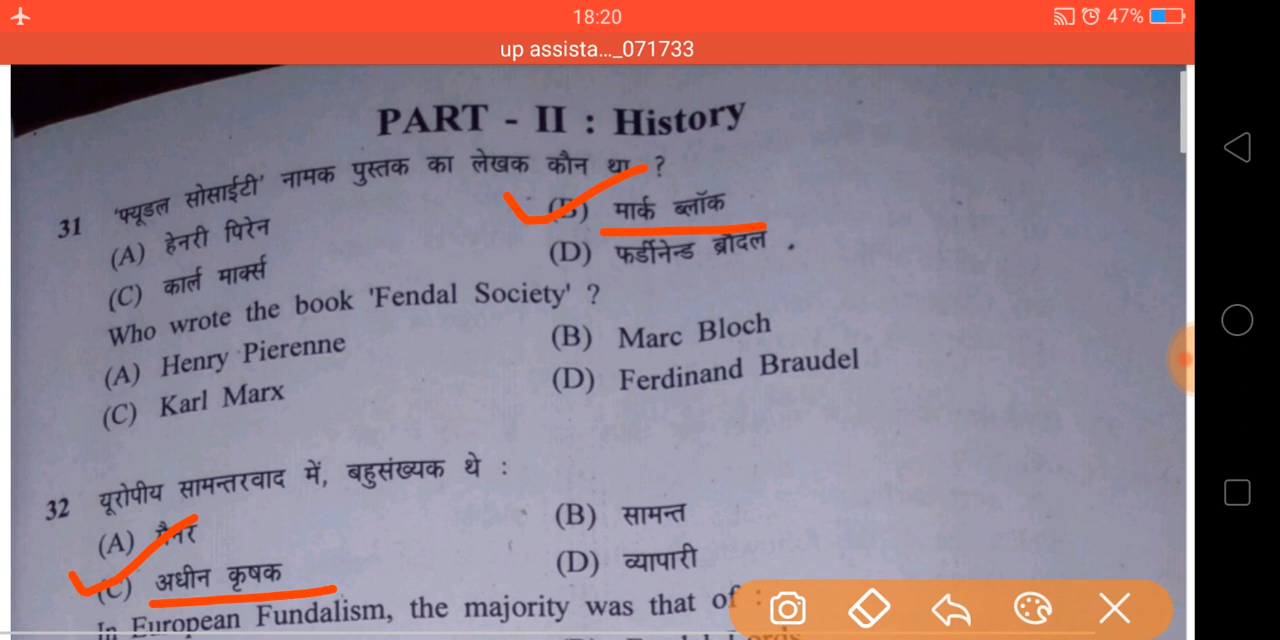 18:20
47%
up assista..._071733
PART - II : History
31 'फ्यूडल सोसाईटी' नामक पुस्तक का लेखक कौन था ?
(A) हेनरी पिरेन (B) मार्क ब्लॉक
(C) कार्ल मार्क्स (D) फर्डीनेन्ड ब्रौदल .
Who wrote the book 'Fendal Society' ?
(A) Henry Pierenne (B) Marc Bloch
(C) Karl Marx (D) Ferdinand Braudel
32 यूरोपीय सामन्तरवाद में, बहुसंख्यक थे :
(A) मैनर (B) सामन्त
(C) अधीन कृषक (D) व्यापारी
In European Fundalism, the majority was that of :